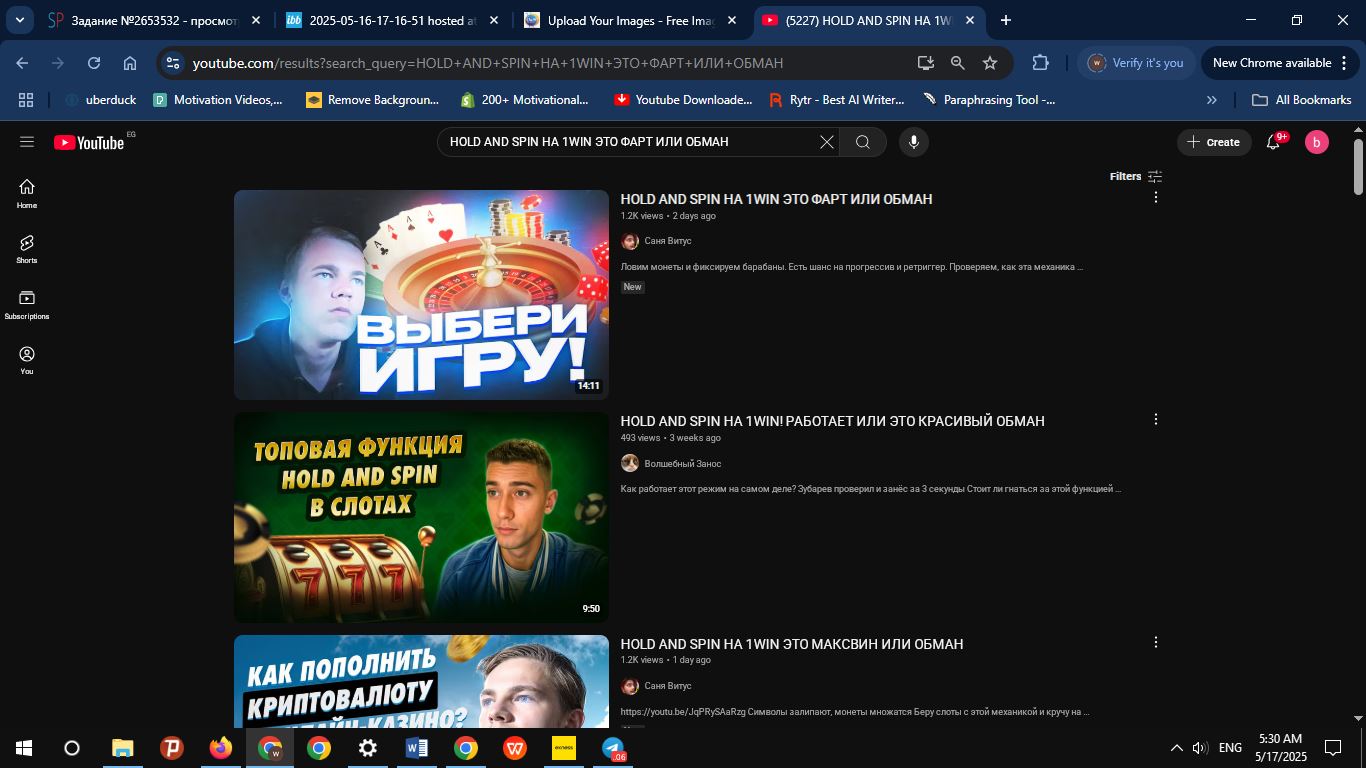 Задание №2653532 - просмотр
2025-05-16-17-16-51 hosted at
Upload Your Images - Free Imag
(5227) HOLD AND SPIN НА 1WI
youtube.com/results?search_query=HOLD+AND+SPIN+НА+1WIN+ЭТО+ФАРТ+ИЛИ+ОБМАН
Verify it's you
New Chrome available
uberduck
Motivation Videos,...
Remove Backgroun...
200+ Motivational...
Youtube Downloade...
Rytr - Best AI Writer...
Paraphrasing Tool -...
»
All Bookmarks
YouTube EG
HOLD AND SPIN НА 1WIN ЭТО ФАРТ ИЛИ ОБМАН
Create
9+
b
Filters
Home
Shorts
Subscriptions
You
ВЫБЕРИ
ИГРУ!
14:11
HOLD AND SPIN НА 1WIN ЭТО ФАРТ ИЛИ ОБМАН
1.2K views • 2 days ago
Саня Витус
Ловим монеты и фиксируем барабаны. Есть шанс на прогрессив и ретриггер. Проверяем, как эта механика ...
New
ТОПОВАЯ ФУНКЦИЯ
HOLD AND SPIN
В СЛОТАХ
777
9:50
HOLD AND SPIN НА 1WIN! РАБОТАЕТ ИЛИ ЭТО КРАСИВЫЙ ОБМАН
493 views • 3 weeks ago
Волшебный Занос
Как работает этот режим на самом деле? Зубарев проверил и занёс за 3 секунды Стоит ли гнаться за этой функцией ...
КАК ПОПОЛНИТЬ
КРИПТОВАЛЮТУ
ЛАЙН-КАЗИНО?
HOLD AND SPIN НА 1WIN ЭТО МАКСВИН ИЛИ ОБМАН
1.2K views • 1 day ago
Саня Витус
https://youtu.be/JqPRySAaRzg Символы залипают, монеты множатся Беру слоты с этой механикой и кручу на ...
exness
.06
ENG
5:30 AM
5/17/2025